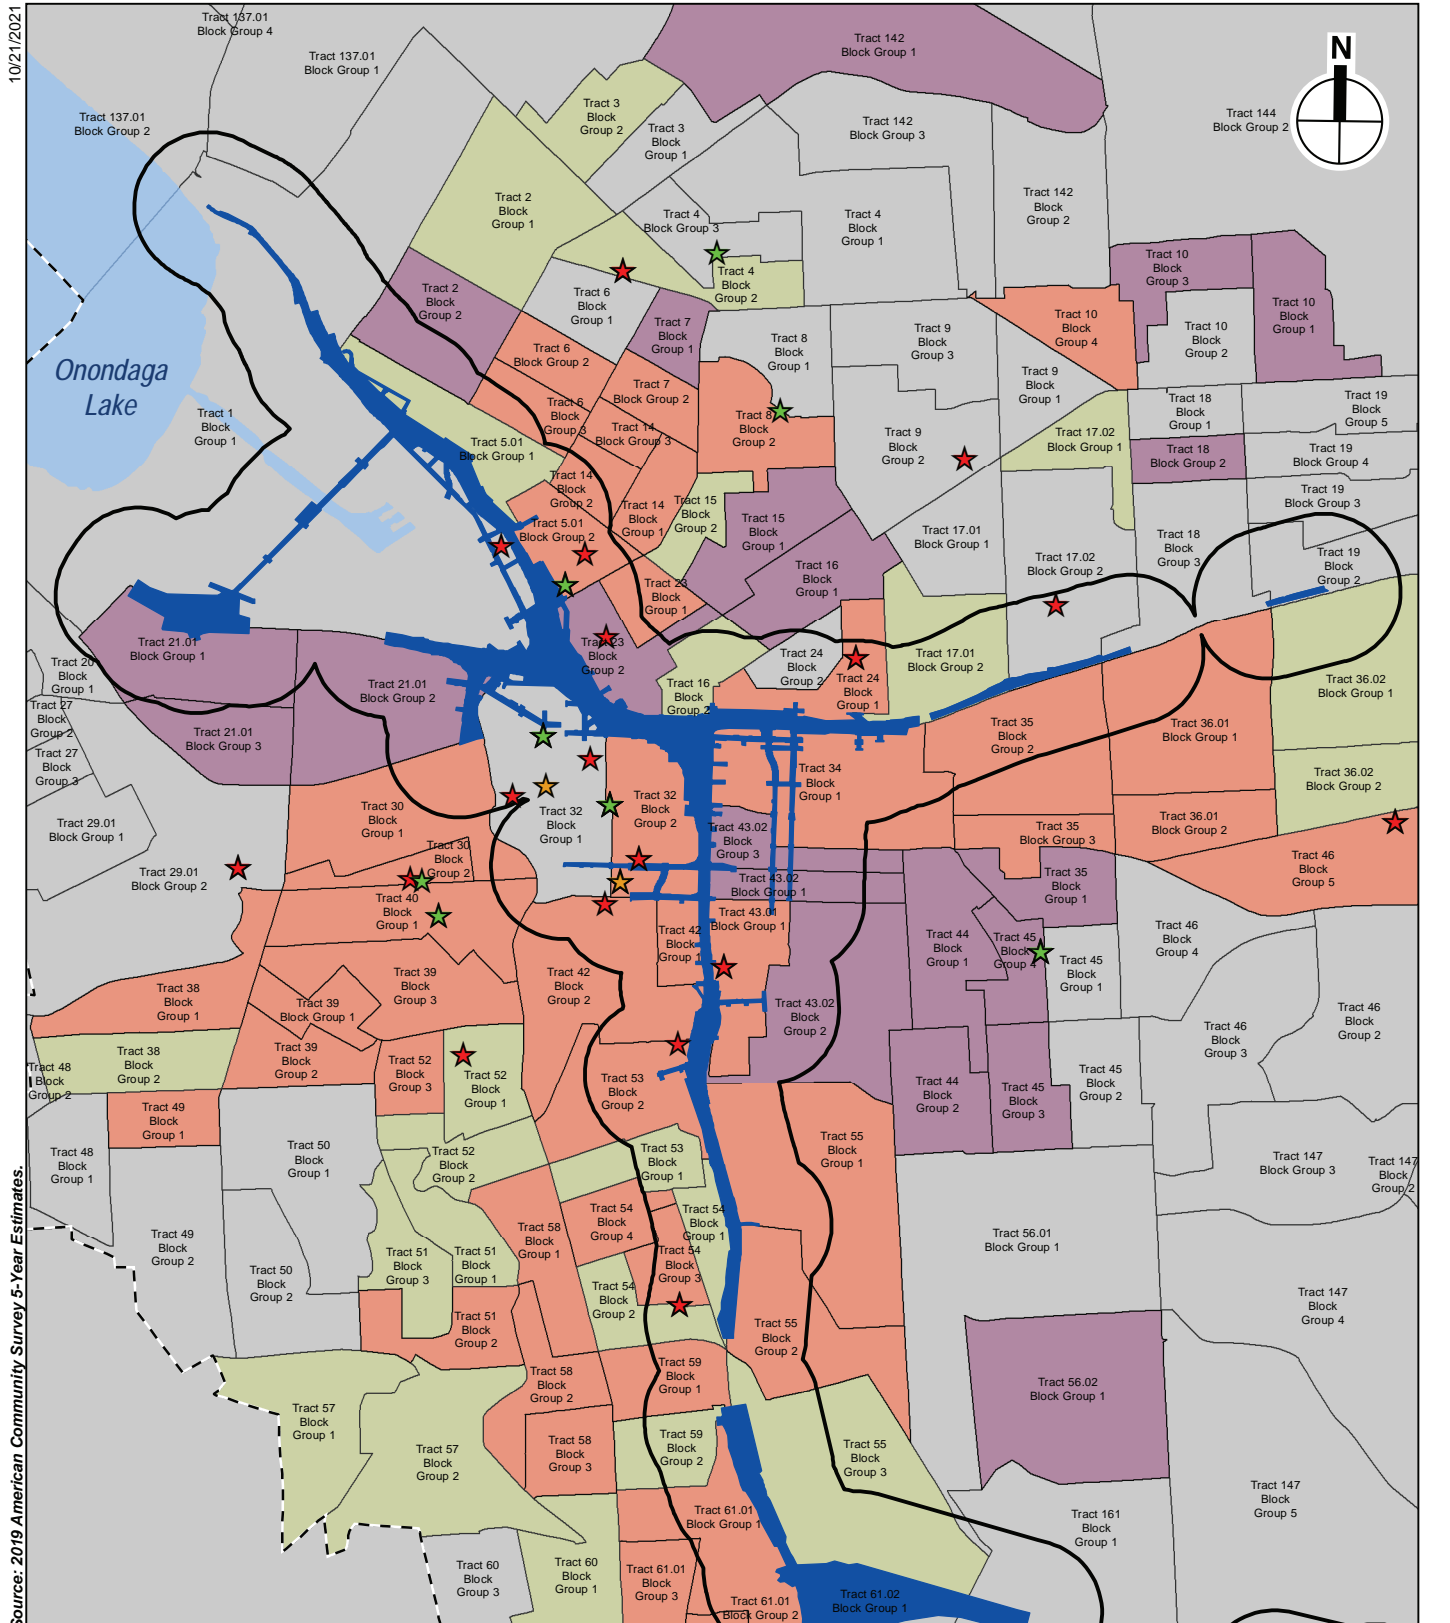 10/21/2021
Tract 137.01
Block Group 4
Tract 137.01
Block Group 1
Tract 142
Block Group 1
N
Tract 137.01
Block Group 2
Tract 3
Block
Group 2
Tract 3
Block
Group 1
Tract 142
Block Group 3
Tract 144
Block Group 2
Tract 2
Block
Group 1
Tract 4
Block Group 3
Tract 4
Block
Group 1
Tract 142
Block
Group 2
Tract 4
Block
Group 2
Tract 10
Block
Group 3
Tract 10
Block
Group 1
Tract 2
Block
Group 2
Tract 6
Block
Group 1
Tract 7
Block
Group 1
Tract 8
Block
Group 1
Tract 9
Block
Group 3
Tract 10
Block
Group 4
Tract 10
Block
Group 2
Onondaga
Lake
Tract 6
Block Group 2
Tract 7
Block Group 2
Tract 9
Block
Group 1
Tract 18
Block
Group 1
Tract 19
Block
Group 5
Tract 1
Block
Group 1
Tract 6
Block
Group 3
Tract 14
Block Group 3
Tract 8
Block
Group 2
Tract 9
Block
Group 2
Tract 17.02
Block Group 1
Tract 18
Block Group 2
Tract 19
Block Group 4
Tract 5.01
Block Group 1
Tract 14
Block
Group 2
Tract 14
Block
Group 1
Tract 15
Block
Group 2
Tract 15
Block
Group 1
Tract 19
Block Group 3
Tract 5.01
Block Group 2
Tract 17.01
Block Group 1
Tract 17.02
Block Group 2
Tract 18
Block
Group 3
Tract 19
Block
Group 2
Tract 23
Block
Group 1
Tract 16
Block
Group 1
Tract 21.01
Block Group 1
Tract 20
Block
Group 1
Tract 23
Block
Group 2
Tract 24
Block
Group 2
Tract 24
Block
Group 1
Tract 17.01
Block Group 2
Tract 21.01
Block Group 2
Tract 16
Block
Group 2
Tract 36.02
Block Group 1
Tract 27
Block
Group 2
Tract 21.01
Block Group 3
Tract 35
Block
Group 2
Tract 36.01
Block Group 1
Tract 27
Block
Group 3
Tract 34
Block
Group 1
Tract 36.02
Block Group 2
Tract 29.01
Block Group 1
Tract 30
Block
Group 1
Tract 32
Block
Group 1
Tract 32
Block
Group 2
Tract 43.02
Block
Group 3
Tract 35
Block Group 3
Tract 36.01
Block Group 2
Tract 29.01
Block Group 2
Tract 30
Block
Group 2
Tract 43.02
Block Group 1
Tract 35
Block
Group 1
Tract 46
Block
Group 5
Tract 40
Block
Group 1
Tract 43.01
Block Group 1
Tract 42
Block
Group 1
Tract 44
Block
Group 1
Tract 45
Block
Group 4
Tract 45
Block
Group 1
Tract 46
Block
Group 4
Tract 38
Block
Group 1
Tract 39
Block Group 1
Tract 39
Block
Group 3
Tract 42
Block
Group 2
Tract 43.02
Block
Group 2
Tract 46
Block
Group 3
Tract 46
Block
Group 2
Tract 48
Block
Group 2
Tract 38
Block
Group 2
Tract 39
Block
Group 2
Tract 52
Block
Group 3
Tract 52
Block
Group 1
Tract 53
Block
Group 2
Tract 44
Block
Group 2
Tract 45
Block
Group 3
Tract 45
Block
Group 2
Tract 49
Block
Group 1
Tract 48
Block
Group 1
Tract 50
Block
Group 1
Tract 52
Block
Group 2
Tract 53
Block
Group 1
Tract 55
Block
Group 1
Tract 147
Block Group 3
Tract 147
Block
Group 2
Tract 49
Block
Group 2
Tract 50
Block
Group 2
Tract 51
Block
Group 3
Tract 51
Block
Group 1
Tract 58
Block
Group 1
Tract 54
Block
Group 4
Tract 54
Block
Group 1
Tract 54
Block
Group 3
Tract 56.01
Block Group 1
Tract 54
Block
Group 2
Tract 147
Block
Group 4
Tract 51
Block
Group 2
Tract 55
Block
Group 2
Tract 58
Block
Group 2
Tract 59
Block
Group 1
Tract 56.02
Block Group 1
Tract 57
Block
Group 1
Tract 57
Block
Group 2
Tract 58
Block
Group 3
Tract 59
Block
Group 2
Tract 55
Block
Group 3
Tract 147
Block
Group 5
Tract 61.01
Block Group 1
Tract 161
Block
Group 1
Tract 60
Block
Group 3
Tract 60
Block
Group 1
Tract 61.01
Block
Group 3
Tract 61.01
Block Group 2
Tract 61.02
Block Group 1
Source: 2019 American Community Survey 5-Year Estimates.